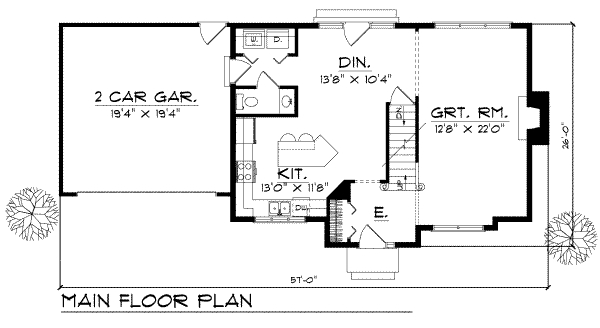 W. D.
DIN.
13'8" X 10'4"
2 CAR GAR.
19'4" X 19'4"
GRT. RM.
12'8" X 22'0"
DN
26'-0"
KIT.
13'0" X 11'8"
UP
DW
E.
57'-0"
MAIN FLOOR PLAN